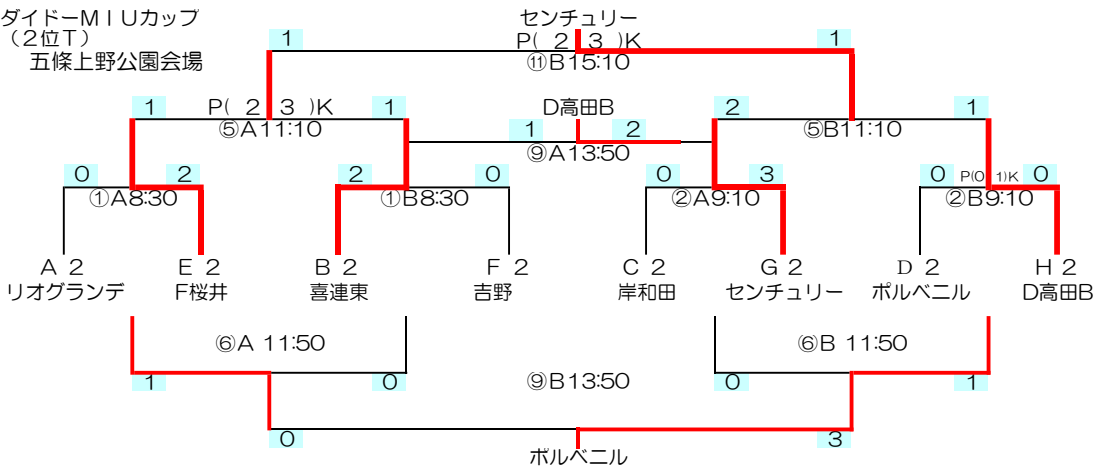 ダイドーMIUカップ
（2位T）
五條上野公園会場
センチュリー
1 P( 2 3 )K 1
⑪B15:10
1 P( 2 3 )K 1
⑤A11:10
D高田B
1 2
⑨A13:50
2 1
⑤B11:10
0 2
①A8:30
2 0
①B8:30
0 3
②A9:10
0 P(0 1)K 0
②B9:10
A 2 E 2 B 2 F 2 C 2 G 2 D 2 H 2
リオグランデ F桜井 喜連東 吉野 岸和田 センチュリー ポルベニル D高田B
⑥A 11:50 ⑥B 11:50
1 0 ⑨B13:50 0 1
0 3
ポルベニル